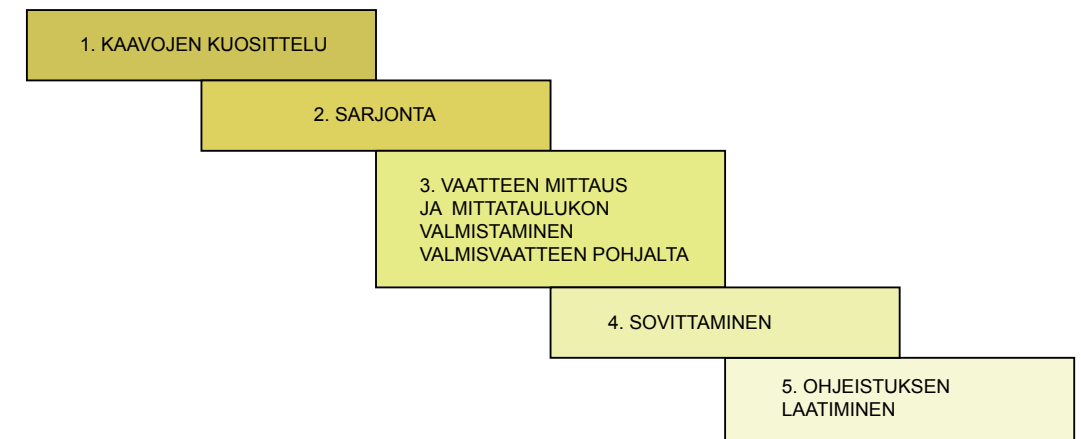 1. KAAVOJEN KUOSITTELU
2. SARJONTA
3. VAATTEEN MITTAUS
JA MITTATAULUKON
VALMISTAMINEN
VALMISVAATTEEN POHJALTA
4. SOVITTAMINEN
5. OHJEISTUKSEN
LAATIMINEN